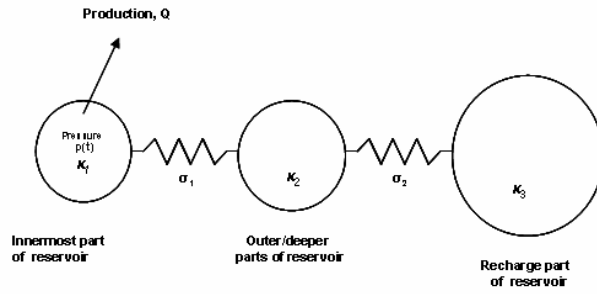 Production, Q
Pressure
p(t)
κ₁
σ₁
κ₂
σ₂
κ₃
Innermost part
of reservoir
Outer/deeper
parts of reservoir
Recharge part
of reservoir